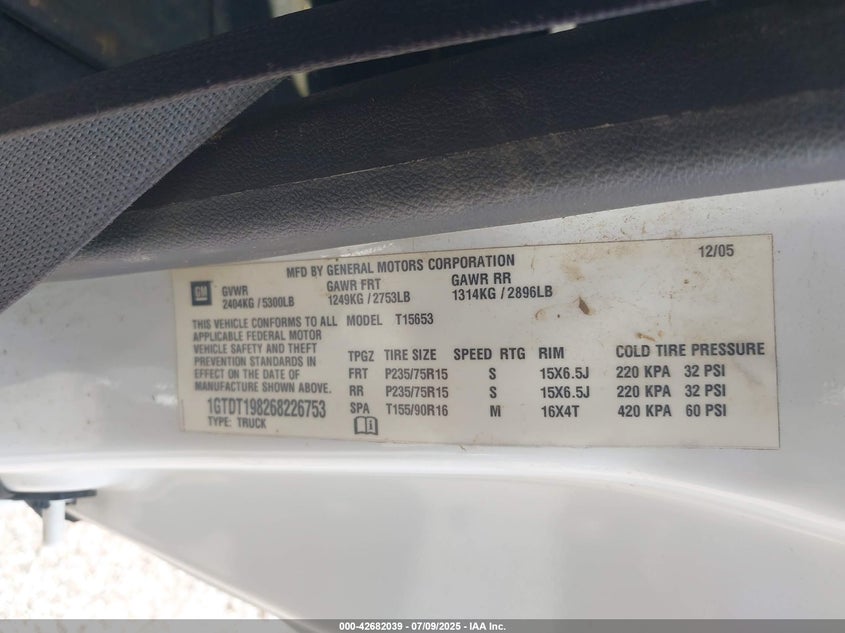 MFD BY GENERAL MOTORS CORPORATION 12/05
GM
GVWR GAWR FRT GAWR RR
2404KG / 5300LB 1249KG / 2753LB 1314KG / 2896LB
THIS VEHICLE CONFORMS TO ALL
APPLICABLE FEDERAL MOTOR
VEHICLE SAFETY AND THEFT
PREVENTION STANDARDS IN
EFFECT ON THE DATE OF
MANUFACTURE SHOWN ABOVE.
1GTDT198268226753
TYPE: TRUCK
MODEL T15653
TPGZ TIRE SIZE SPEED RTG RIM COLD TIRE PRESSURE
FRT P235/75R15 S 15X6.5J 220 KPA 32 PSI
RR P235/75R15 S 15X6.5J 220 KPA 32 PSI
SPA T155/90R16 M 16X4T 420 KPA 60 PSI
000-42682039 - 07/09/2025 - IAA Inc.